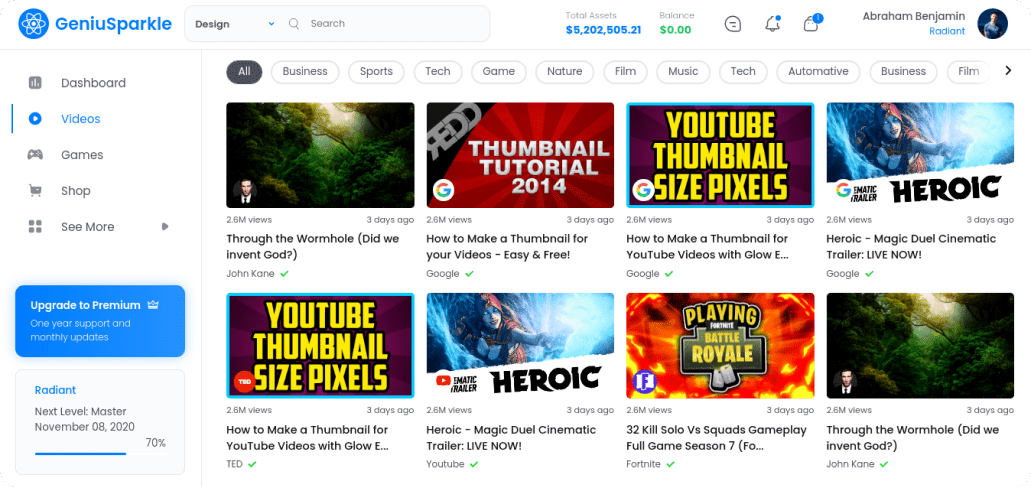 GeniusSparkle
Design
Search
Total Assets
$5,202,505.21
Balance
$0.00
1
Abraham Benjamin
Radiant
Dashboard
Videos
Games
Shop
See More
Upgrade to Premium
One year support and
monthly updates
Radiant
Next Level: Master
November 08, 2020
70%
All
Business
Sports
Tech
Game
Nature
Film
Music
Tech
Automative
Business
Film
2.6M views
3 days ago
Through the Wormhole (Did we
invent God?)
John Kane
REDD
THUMBNAIL
TUTORIAL
2014
G
2.6M views
3 days ago
How to Make a Thumbnail for
your Videos - Easy & Free!
Google
YOUTUBE
THUMBNAIL
SIZE PIXELS
G
2.6M views
3 days ago
How to Make a Thumbnail for
YouTube Videos with Glow E...
Google
G
EMATIC
TRAILER
HEROIC
2.6M views
3 days ago
Heroic - Magic Duel Cinematic
Trailer: LIVE NOW!
Google
YOUTUBE
THUMBNAIL
SIZE PIXELS
TED
2.6M views
3 days ago
How to Make a Thumbnail for
YouTube Videos with Glow E...
TED
EMATIC
TRAILER
HEROIC
2.6M views
3 days ago
Heroic - Magic Duel Cinematic
Trailer: LIVE NOW!
Youtube
PLAYING
FORTNITE
BATTLE
ROYALE
F
2.6M views
3 days ago
32 Kill Solo Vs Squads Gameplay
Full Game Season 7 (Fo...
Fortnite
2.6M views
3 days ago
Through the Wormhole (Did we
invent God?)
John Kane